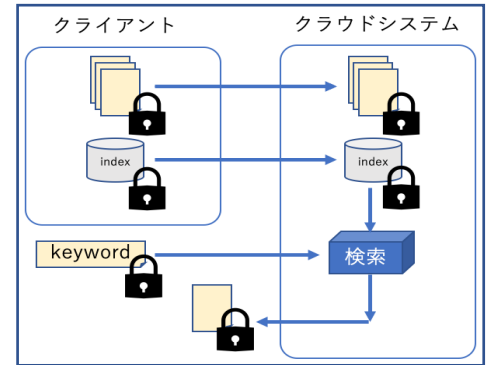 クライアント
クラウドシステム
index
index
keyword
検索